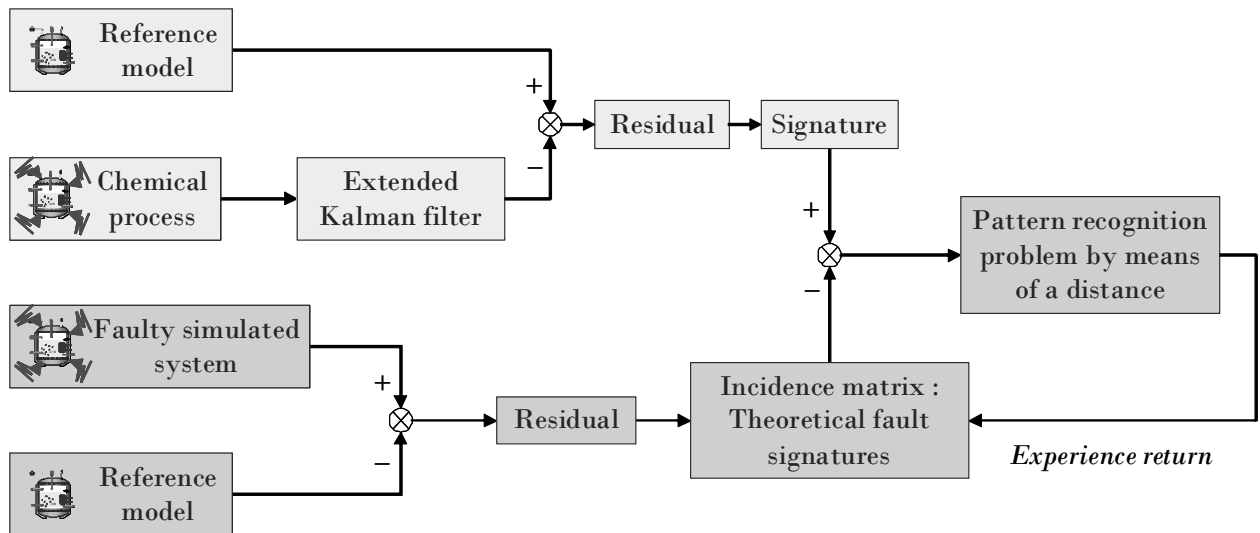 Reference
model
+
−
Residual
Signature
Chemical
process
Extended
Kalman filter
+
−
Pattern recognition
problem by means
of a distance
Faulty simulated
system
+
−
Residual
Incidence matrix :
Theoretical fault
signatures
Experience return
Reference
model